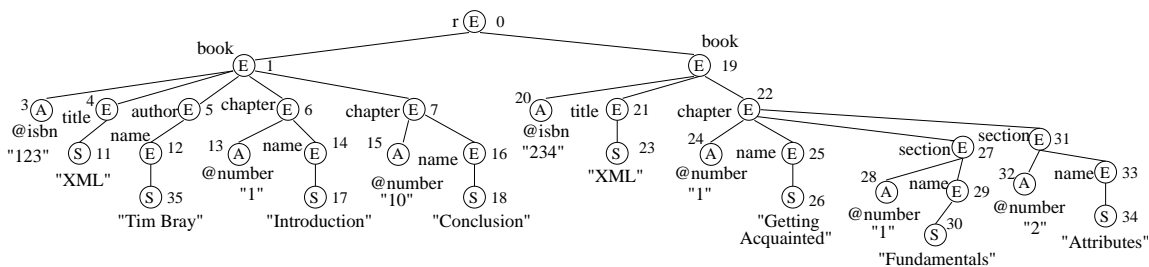 r E 0
book book
E 1 E 19
3 A 4 E author E 5 chapter E 6 chapter E 7 20 A title E 21 chapter E 22
title
@isbn
"123"
name
S 11
"XML"
E 12
S 35
"Tim Bray"
13 A
@number
"1"
name E 14
S 17
"Introduction"
15 A
@number
"10"
name E 16
S 18
"Conclusion"
@isbn
"234"
S 23
"XML"
24 A
@number
"1"
name E 25
S 26
"Getting
Acquainted"
section E 27
28 A
@number
"1"
name E 29
S 30
"Fundamentals"
section E 31
32 A
@number
"2"
name E 33
S 34
"Attributes"